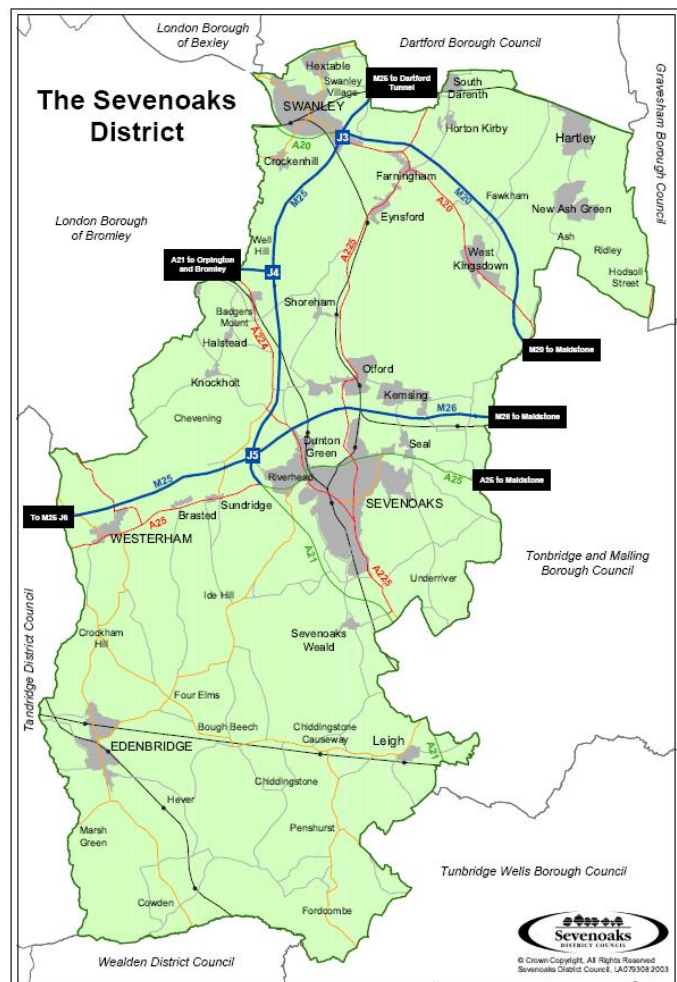 London Borough
of Bexley
Dartford Borough Council
Gravesham Borough Council
The Sevenoaks
District
Hextable
Swanley
Village
SWANLEY
M25 to Dartford
Tunnel
South
Darenth
Horton Kirby
Hartley
J3
A20
Crockenhill
Farningham
M25
M20
A20
Fawkham
New Ash Green
Eynsford
London Borough
of Bromley
A225
Well
Hill
Ash
Ridley
West
Kingsdown
Hodsoll
Street
A21 to Orpington
and Bromley
J4
Shoreham
Badgers
Mount
A224
Halstead
M20 to Maidstone
Knockholt
Otford
Kemsing
Chevening
M26
M26 to Maidstone
Dunton
Green
Seal
J5
M25
Riverhead
A25
A25 to Maidstone
Sundridge
SEVENOAKS
Brasted
To M25 J6
A25
WESTERHAM
A21
Tonbridge and Malling
Borough Council
A225
Underriver
Ide Hill
Tandridge District Council
Sevenoaks
Weald
Crockham
Hill
Four Elms
Bough Beech
Chiddingstone
Causeway
Leigh
A21
EDENBRIDGE
Chiddingstone
Hever
Marsh
Green
Penshurst
Tunbridge Wells Borough Council
Cowden
Fordcombe
Wealden District Council
Sevenoaks
DISTRICT COUNCIL
© Crown Copyright, All Rights Reserved
Sevenoaks District Council, LA079308 2003